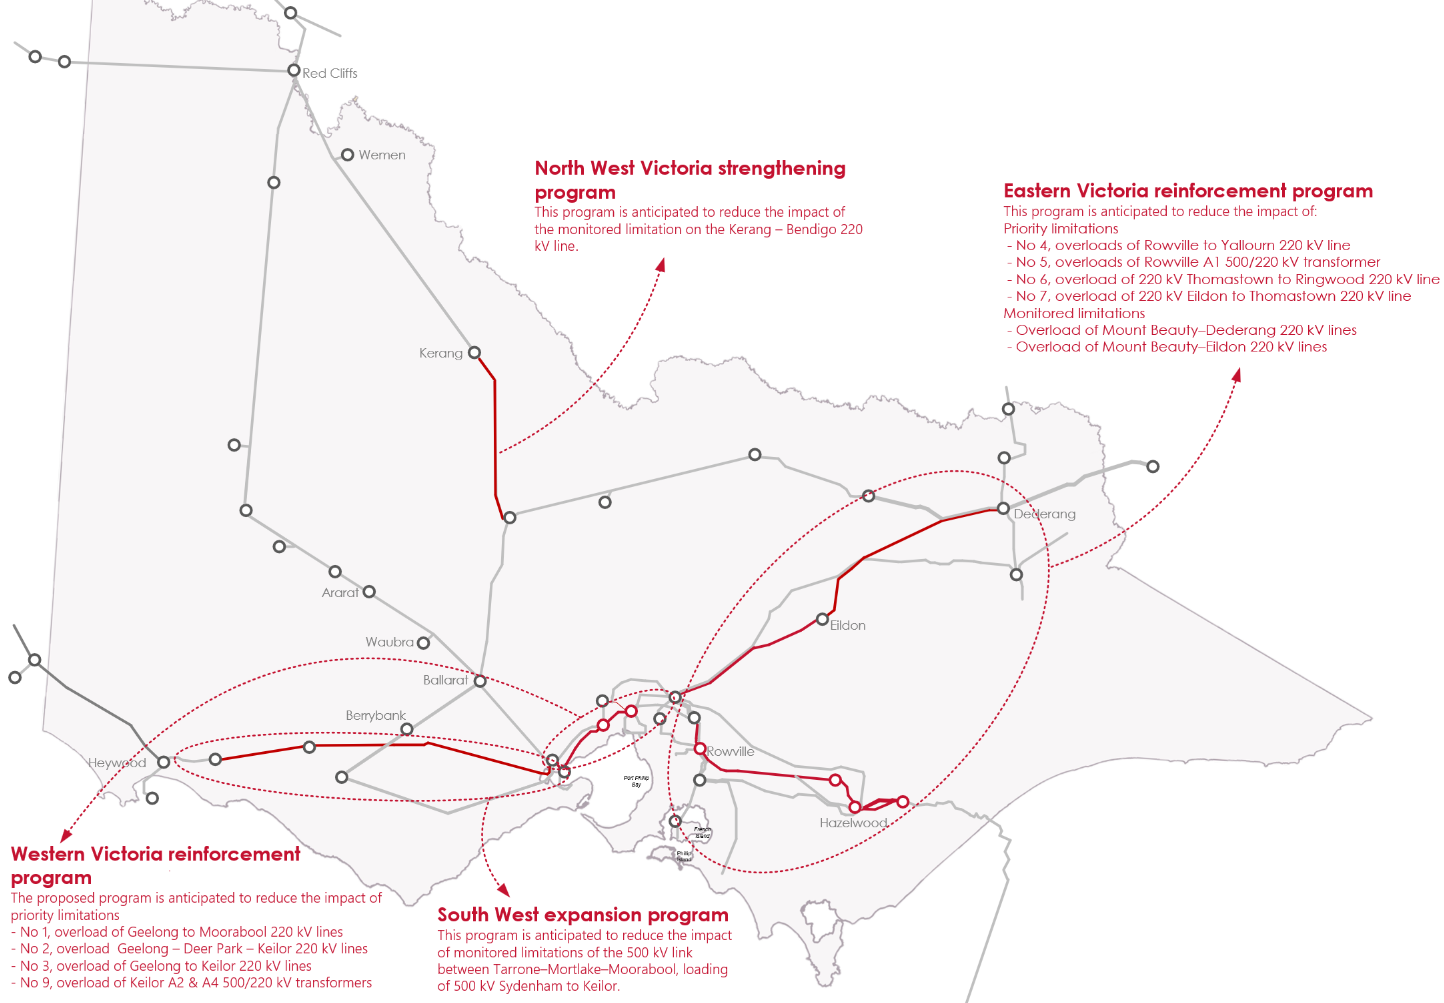 Red Cliffs
Wemen
North West Victoria strengthening
program
This program is anticipated to reduce the impact of
the monitored limitation on the Kerang – Bendigo 220
kV line.
Eastern Victoria reinforcement program
This program is anticipated to reduce the impact of:
Priority limitations
- No 4, overloads of Rowville to Yallourn 220 kV line
- No 5, overloads of Rowville A1 500/220 kV transformer
- No 6, overload of 220 kV Thomastown to Ringwood 220 kV line
- No 7, overload of 220 kV Eildon to Thomastown 220 kV line
Monitored limitations
- Overload of Mount Beauty–Dederang 220 kV lines
- Overload of Mount Beauty–Eildon 220 kV lines
Kerang
Dederang
Ararat
Eildon
Waubra
Ballarat
Berrybank
Heywood
Rowville
Port Phillip
Bay
Hazelwood
French
Island
Phillip
Island
Western Victoria reinforcement
program
The proposed program is anticipated to reduce the impact of
priority limitations
- No 1, overload of Geelong to Moorabool 220 kV lines
- No 2, overload  Geelong – Deer Park – Keilor 220 kV lines
- No 3, overload of Geelong to Keilor 220 kV lines
- No 9, overload of Keilor A2 & A4 500/220 kV transformers
South West expansion program
This program is anticipated to reduce the impact
of monitored limitations of the 500 kV link
between Tarrone–Mortlake–Moorabool, loading
of 500 kV Sydenham to Keilor.